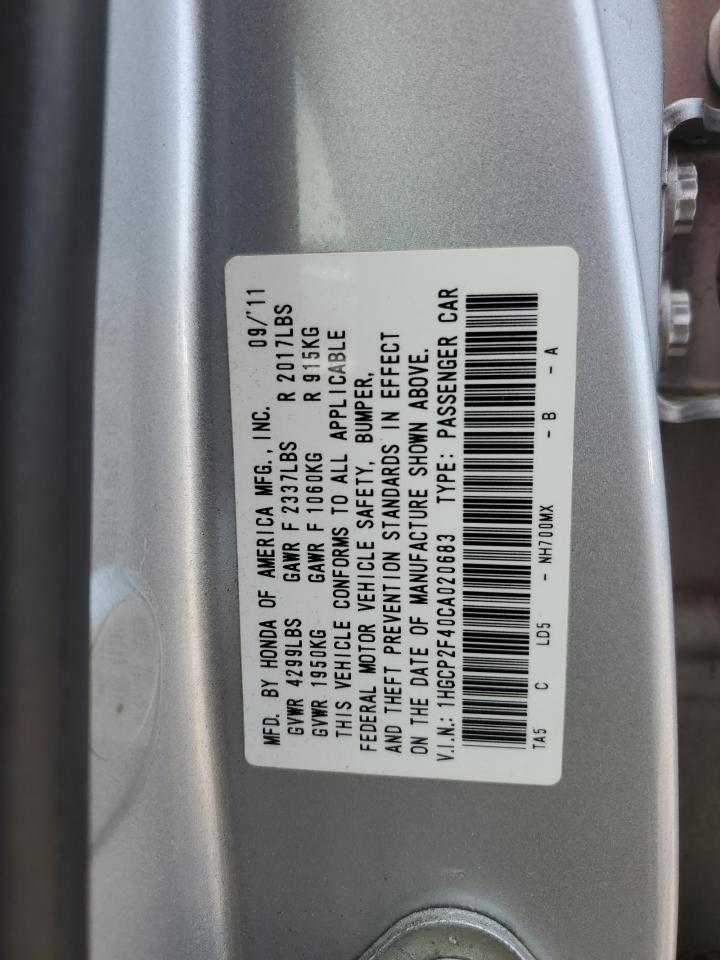 MFD. BY HONDA OF AMERICA MFG., INC. 09/'11
GVWR 4299LBS GAWR F 2337LBS R 2017LBS
GVWR 1950KG GAWR F 1060KG R 915KG
THIS VEHICLE CONFORMS TO ALL APPLICABLE
FEDERAL MOTOR VEHICLE SAFETY, BUMPER,
AND THEFT PREVENTION STANDARDS IN EFFECT
ON THE DATE OF MANUFACTURE SHOWN ABOVE.
V.I.N.: 1HGCP2F40CA020683 TYPE: PASSENGER CAR
TA5 C LD5 - NH700MX - B - A